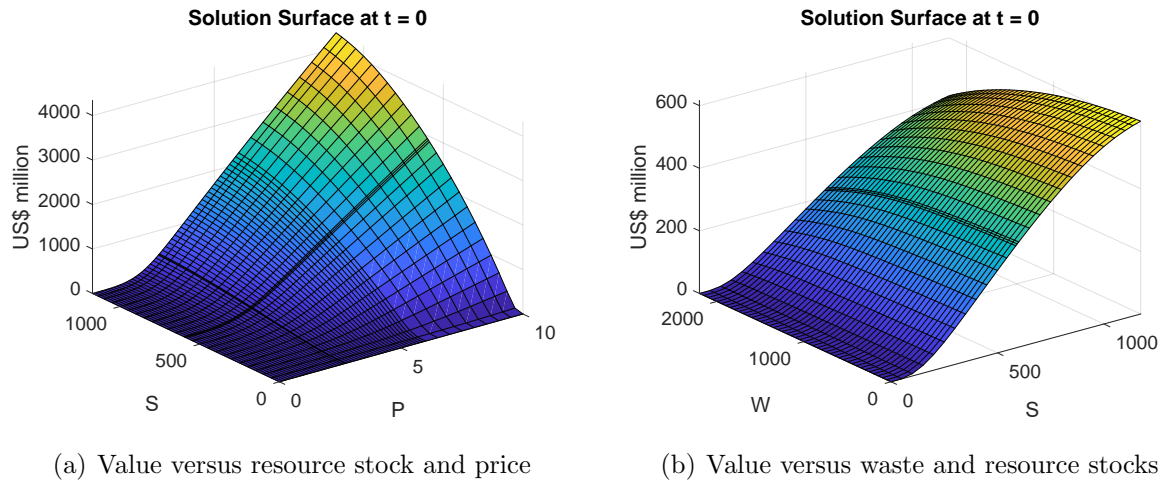 Solution Surface at t = 0
4000
3000
2000
1000
0
US$ million
1000
500
0
S
0
5
10
P
Solution Surface at t = 0
600
400
200
0
US$ million
2000
1000
0
W
0
500
1000
S
(a) Value versus resource stock and price
(b) Value versus waste and resource stocks